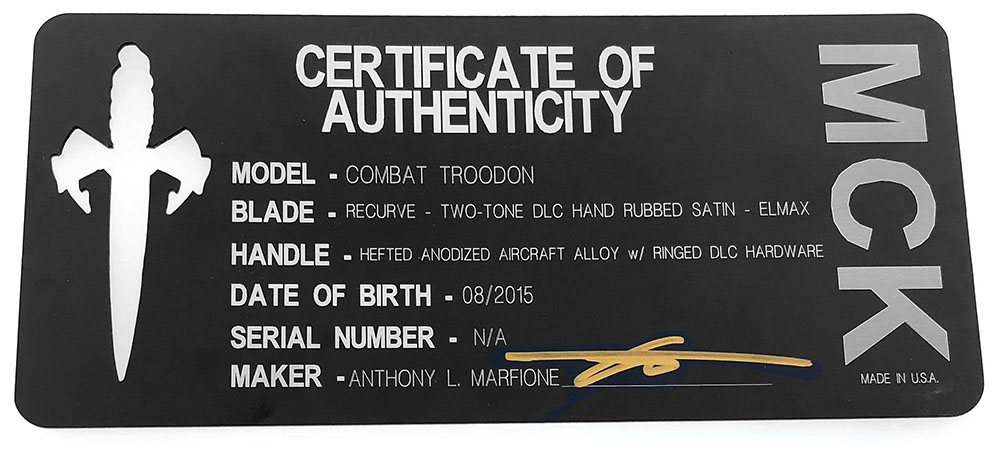 CERTIFICATE OF
AUTHENTICITY
MODEL - COMBAT TROODON
BLADE - RECURVE - TWO-TONE DLC HAND RUBBED SATIN - ELMAX
HANDLE - HEFTED ANODIZED AIRCRAFT ALLOY w/ RINGED DLC HARDWARE
DATE OF BIRTH - 08/2015
SERIAL NUMBER - N/A
MAKER - ANTHONY L. MARFIONE
MCK
MADE IN U.S.A.